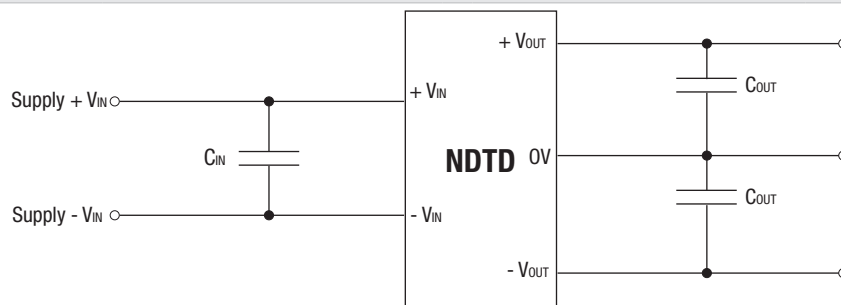 + VOUT
COUT
Supply + VIN
+ VIN
CIN
NDTD 0V
COUT
Supply - VIN
- VIN
- VOUT